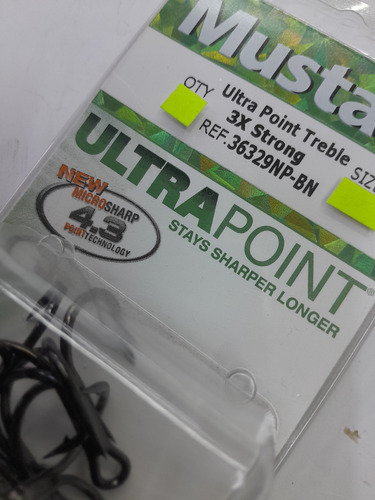 Musta
QTY Ultra Point Treble SIZE
3X Strong
REF.36329NP-BN
ULTRAPOINT®
STAYS SHARPER LONGER
NEW
MICROSHARP
4.3
POINTTECHNOLOGY